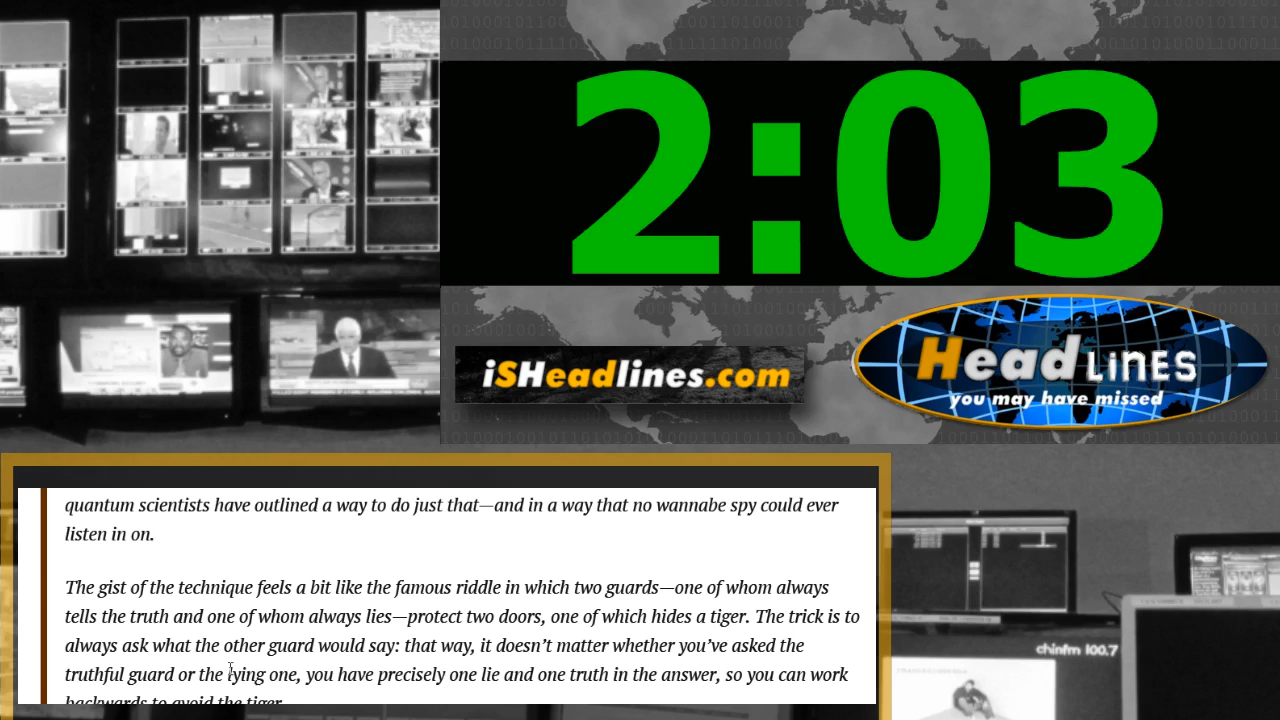 2:03
iSHeadlines.com
HeadLINES
you may have missed
quantum scientists have outlined a way to do just that—and in a way that no wannabe spy could ever
listen in on.
The gist of the technique feels a bit like the famous riddle in which two guards—one of whom always
tells the truth and one of whom always lies—protect two doors, one of which hides a tiger. The trick is to
always ask what the other guard would say: that way, it doesn’t matter whether you’ve asked the
truthful guard or the lying one, you have precisely one lie and one truth in the answer, so you can work
backwards to avoid the tiger.
chinfm 100.7